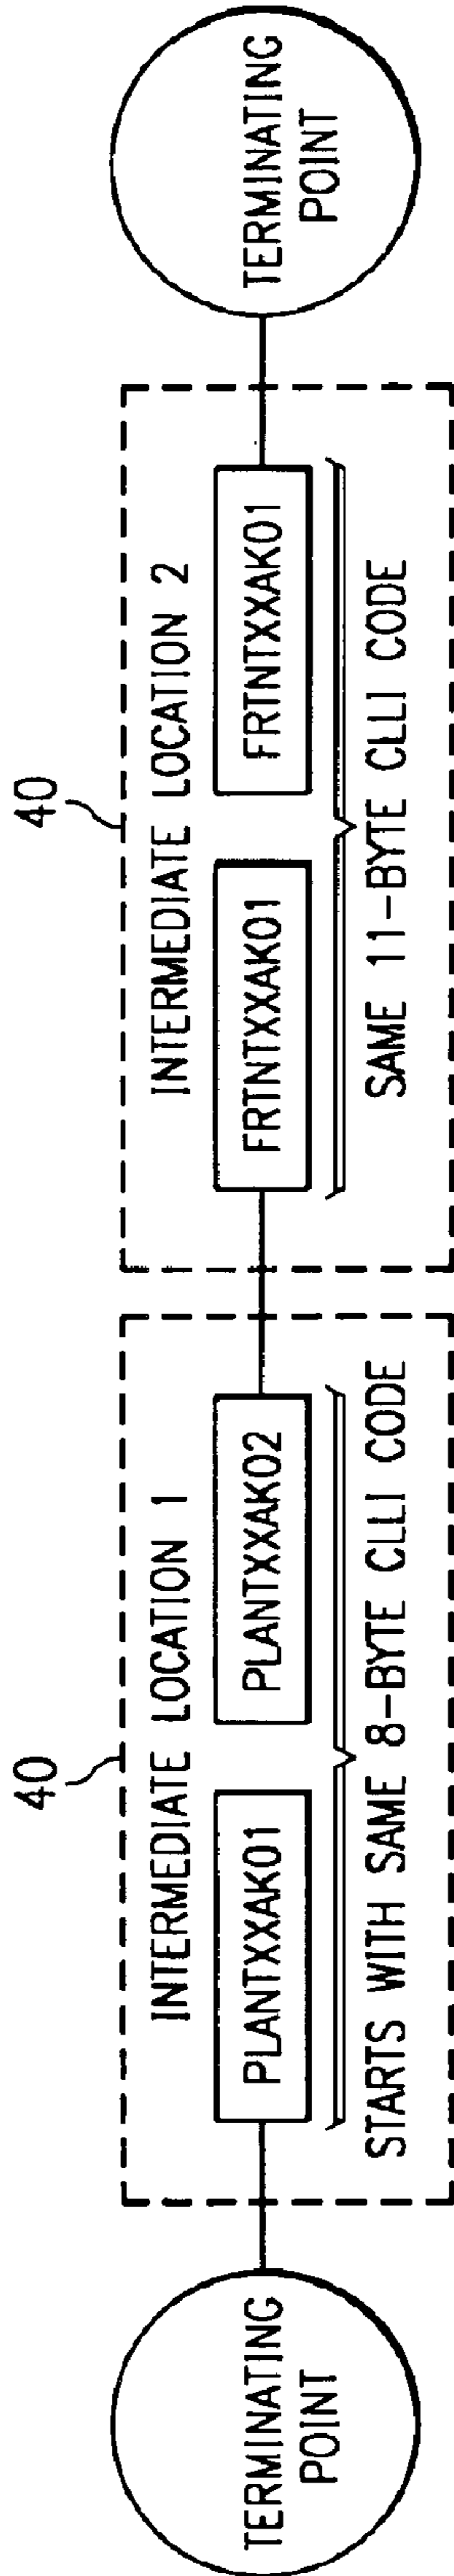 TERMINATING
POINT
40
INTERMEDIATE LOCATION 1
PLANTXXAK01
PLANTXXAK02
STARTS WITH SAME 8-BYTE CLLI CODE
40
INTERMEDIATE LOCATION 2
FRTNTXXAK01
FRTNTXXAK01
SAME 11-BYTE CLLI CODE
TERMINATING
POINT